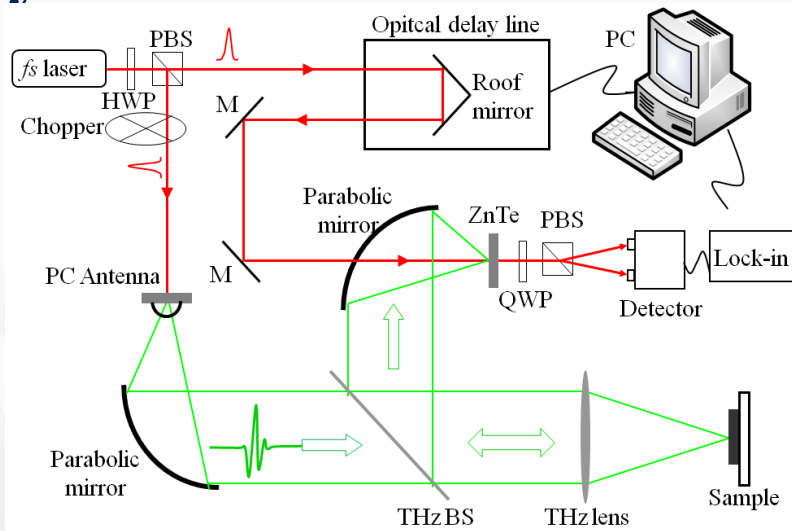 PBS
Opitcal delay line
PC
fs laser
HWP
Roof
mirror
Chopper
M
Parabolic
mirror
ZnTe
PBS
M
PC Antenna
QWP
Lock-in
Detector
Parabolic
mirror
THz BS
THz lens
Sample